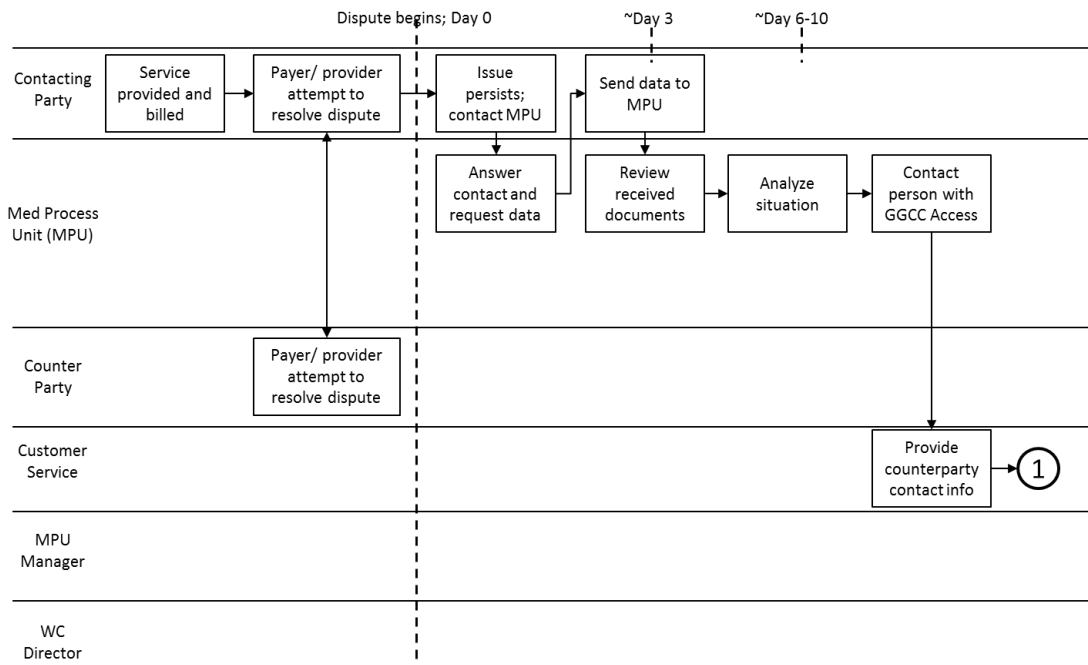 Dispute begins; Day 0
~Day 3
~Day 6-10
Contacting
Party
Service
provided and
billed
Payer/ provider
attempt to
resolve dispute
Issue
persists;
contact MPU
Send data to
MPU
Med Process
Unit (MPU)
Answer
contact and
request data
Review
received
documents
Analyze
situation
Contact
person with
GGCC Access
Counter
Party
Payer/ provider
attempt to
resolve dispute
Customer
Service
Provide
counterparty
contact info
1
MPU
Manager
WC
Director